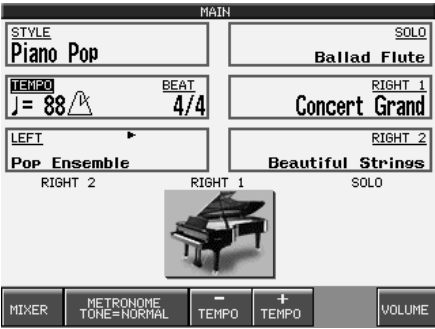 MAIN
STYLE
Piano Pop
SOLO
Ballad Flute
TEMPO BEAT
♩= 88 4/4
RIGHT 1
Concert Grand
LEFT
Pop Ensemble
RIGHT 2
Beautiful Strings
RIGHT 2 RIGHT 1 SOLO
MIXER
METRONOME
TONE=NORMAL
－
TEMPO
+
TEMPO
VOLUME